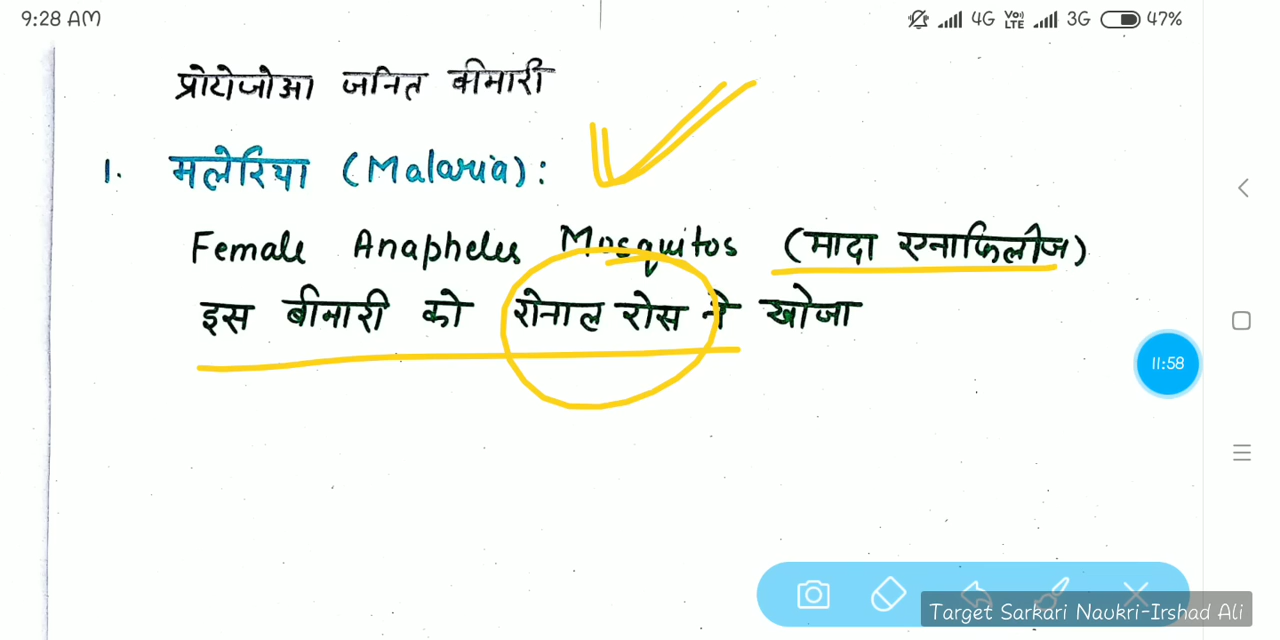 9:28 AM 4G VoLTE 3G 47%
प्रोटोजोआ जनित बीमारी
1. मलेरिया (Malaria):
Female Anapheles Mosquitos (मादा एनाफिलीज)
इस बीमारी को रोनाल रोस ने खोजा
11:58
Target Sarkari Naukri-Irshad Ali